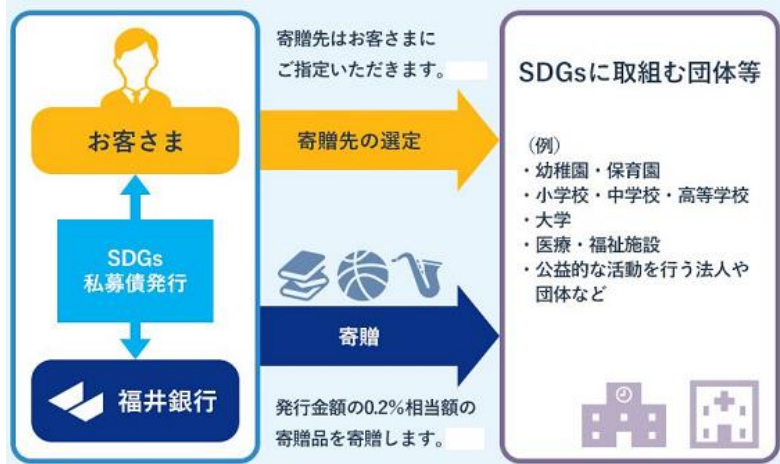 寄贈先はお客さまに
ご指定いただきます。
お客さま
寄贈先の選定
SDGs
私募債発行
寄贈
福井銀行
発行金額の0.2%相当額の
寄贈品を寄贈します。
SDGsに取組む団体等
(例)
・幼稚園・保育園
・小学校・中学校・高等学校
・大学
・医療・福祉施設
・公益的な活動を行う法人や
団体など